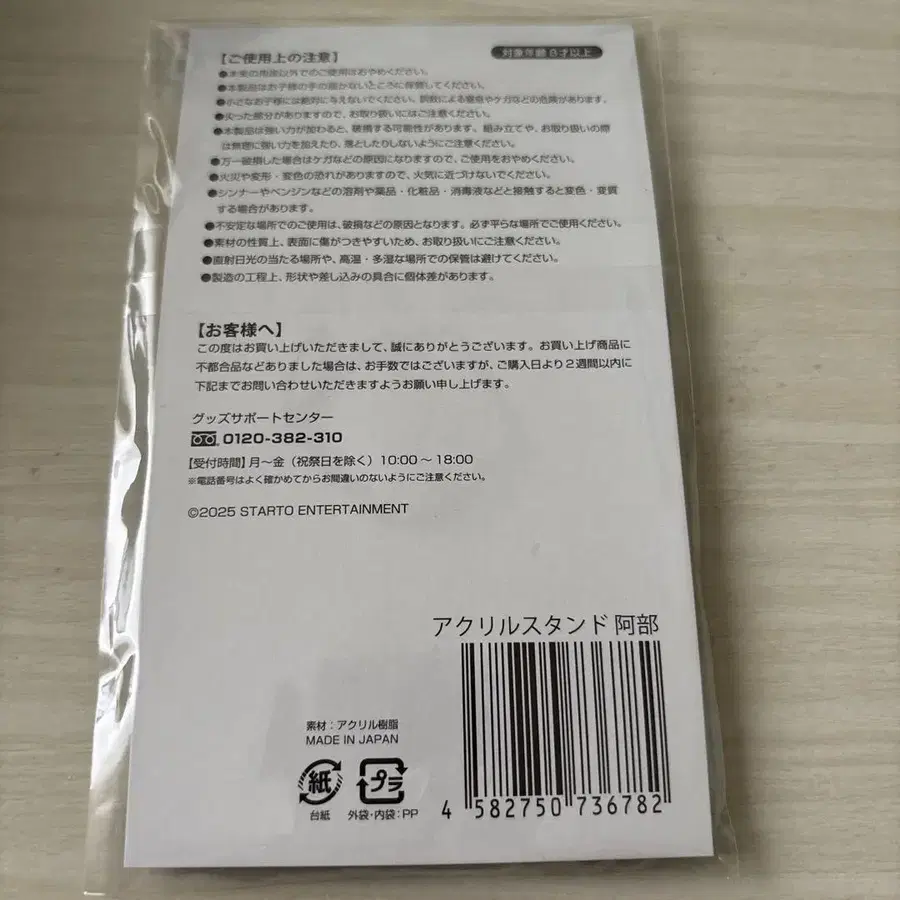 【ご使用上の注意】
対象年齢 8才以上
●本来の用途以外でのご使用はおやめください。
●本製品はお子様の手の届かないところに保管してください。
●小さなお子様には絶対に与えないでください。誤飲による窒息やケガなどの危険があります。
●尖った部分がありますので、お取り扱いにはご注意ください。
●本製品は強い力が加わると、破損する可能性があります。組み立てや、お取り扱いの際
は無理に強い力を加えたり、落としたりしないようにご注意ください。
●万一破損した場合はケガなどの原因になりますので、ご使用をおやめください。
●火災や変形・変色の恐れがありますので、火気に近づけないでください。
●シンナーやベンジンなどの溶剤や薬品・化粧品・消毒液などと接触すると変色・変質
する場合があります。
●不安定な場所でのご使用は、破損などの原因となります。必ず平らな場所でご使用ください。
●素材の性質上、表面に傷がつきやすいため、お取り扱いにご注意ください。
●直射日光の当たる場所や、高温・多湿な場所での保管は避けてください。
●製造の工程上、形状や差し込みの具合に個体差があります。
【お客様へ】
この度はお買い上げいただきまして、誠にありがとうございます。お買い上げ商品に
不都合品などありました場合は、お手数ではございますが、ご購入日より2週間以内に
下記までお問い合わせいただきますようお願い申し上げます。
グッズサポートセンター
0120-382-310
【受付時間】月～金（祝祭日を除く）10:00～18:00
※電話番号はよく確かめてからお間違いのないようにご注意ください。
©2025 STARTO ENTERTAINMENT
アクリルスタンド 阿部
素材：アクリル樹脂
MADE IN JAPAN
紙
台紙
プラ
外袋・内袋：PP
4 582750 736782